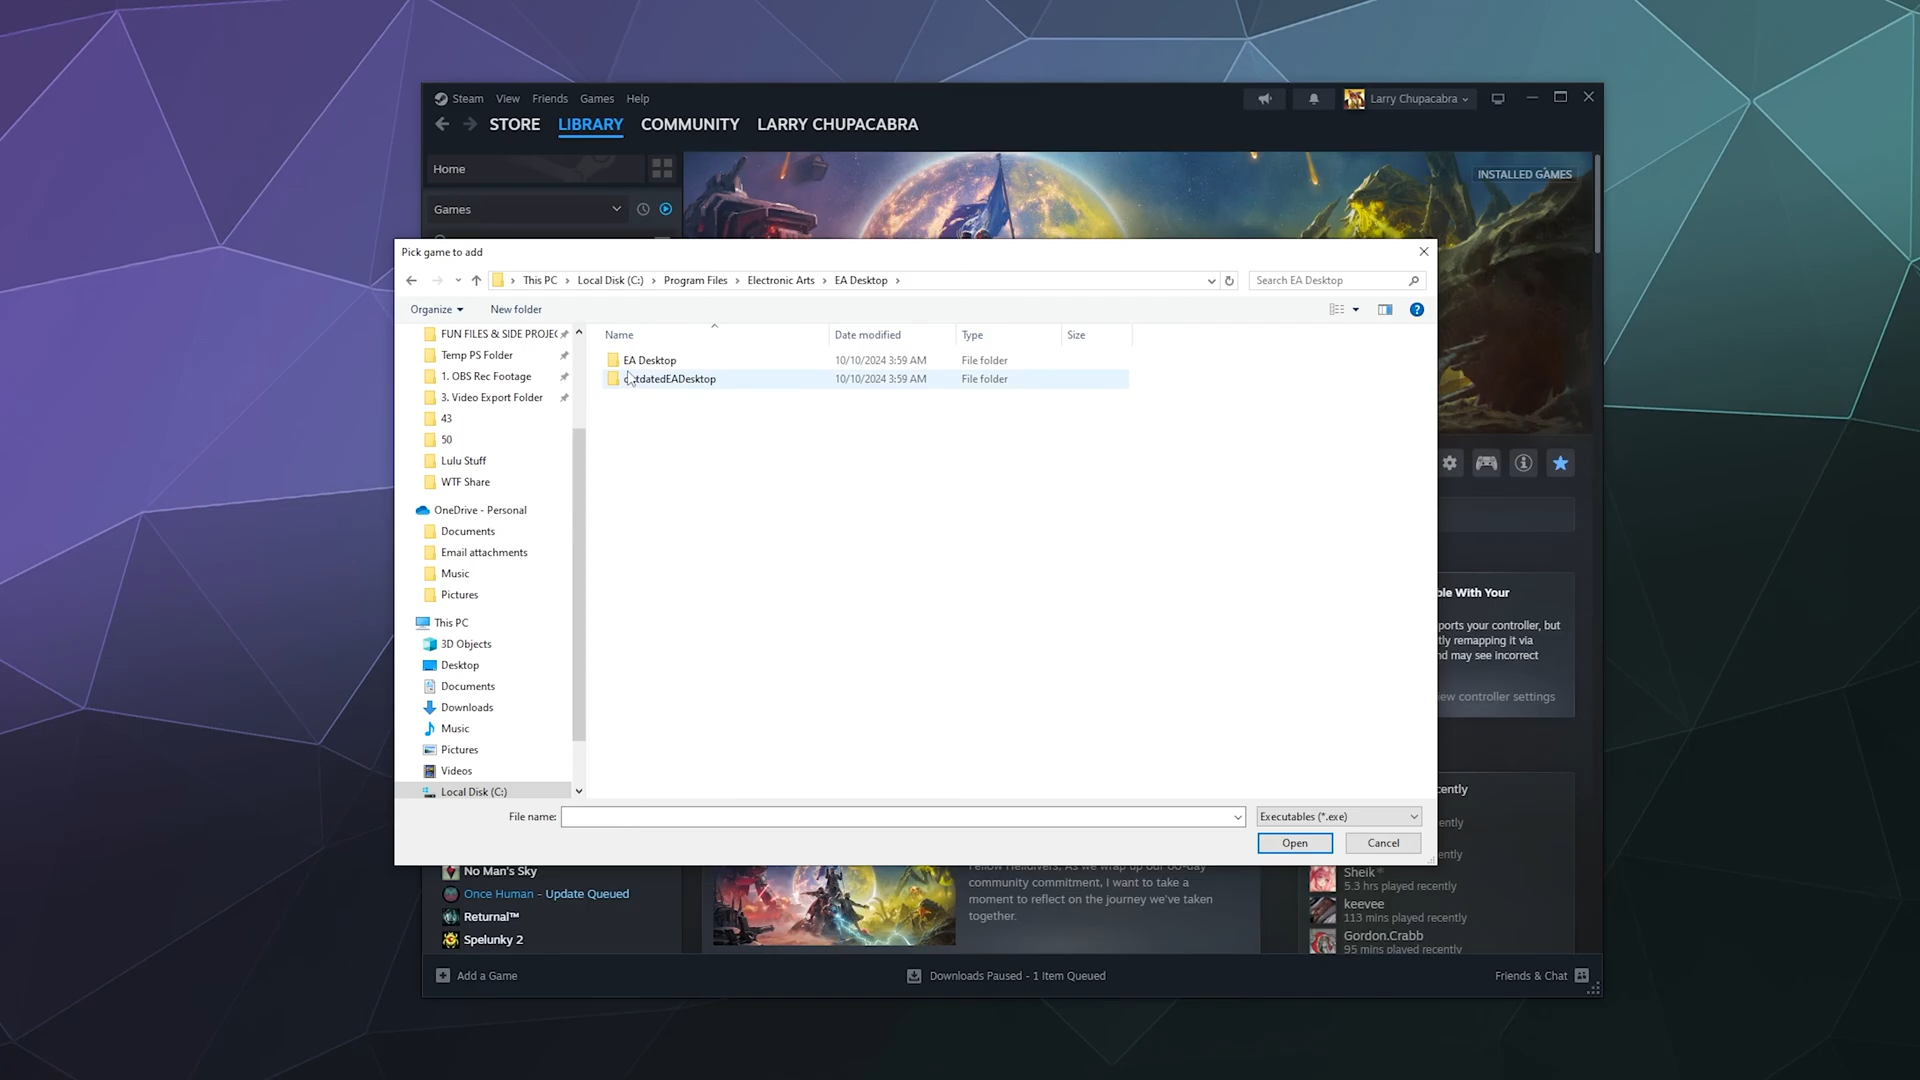 Steam View Friends Games Help
Larry Chupacabra
STORE LIBRARY COMMUNITY LARRY CHUPACABRA
Home
INSTALLED GAMES
Games
Pick game to add
This PC > Local Disk (C:) > Program Files > Electronic Arts > EA Desktop >
Search EA Desktop
Organize New folder
Name Date modified Type Size
EA Desktop 10/10/2024 3:59 AM File folder
10/10/2024 3:59 AM File folder
FUN FILES & SIDE PROJEC
Temp PS Folder
1. OBS Rec Footage
3. Video Export Folder
43
50
Lulu Stuff
WTF Share
OneDrive - Personal
Documents
Email attachments
Music
Pictures
This PC
3D Objects
Desktop
Documents
Downloads
Music
Pictures
Videos
Local Disk (C:)
File name:
Executables (*.exe)
Open Cancel
ble With Your
ports your controller, but
tly remapping it via
nd may see incorrect
ew controller settings
cently
ently
ently
No Man's Sky
Once Human - Update Queued
Returnal™
Spelunky 2
community commitment, I want to take a
moment to reflect on the journey we've taken
together.
Sheik
5.3 hrs played recently
keevee
113 mins played recently
Gordon.Crabb
95 mins played recently
Add a Game
Downloads Paused - 1 Item Queued
Friends & Chat